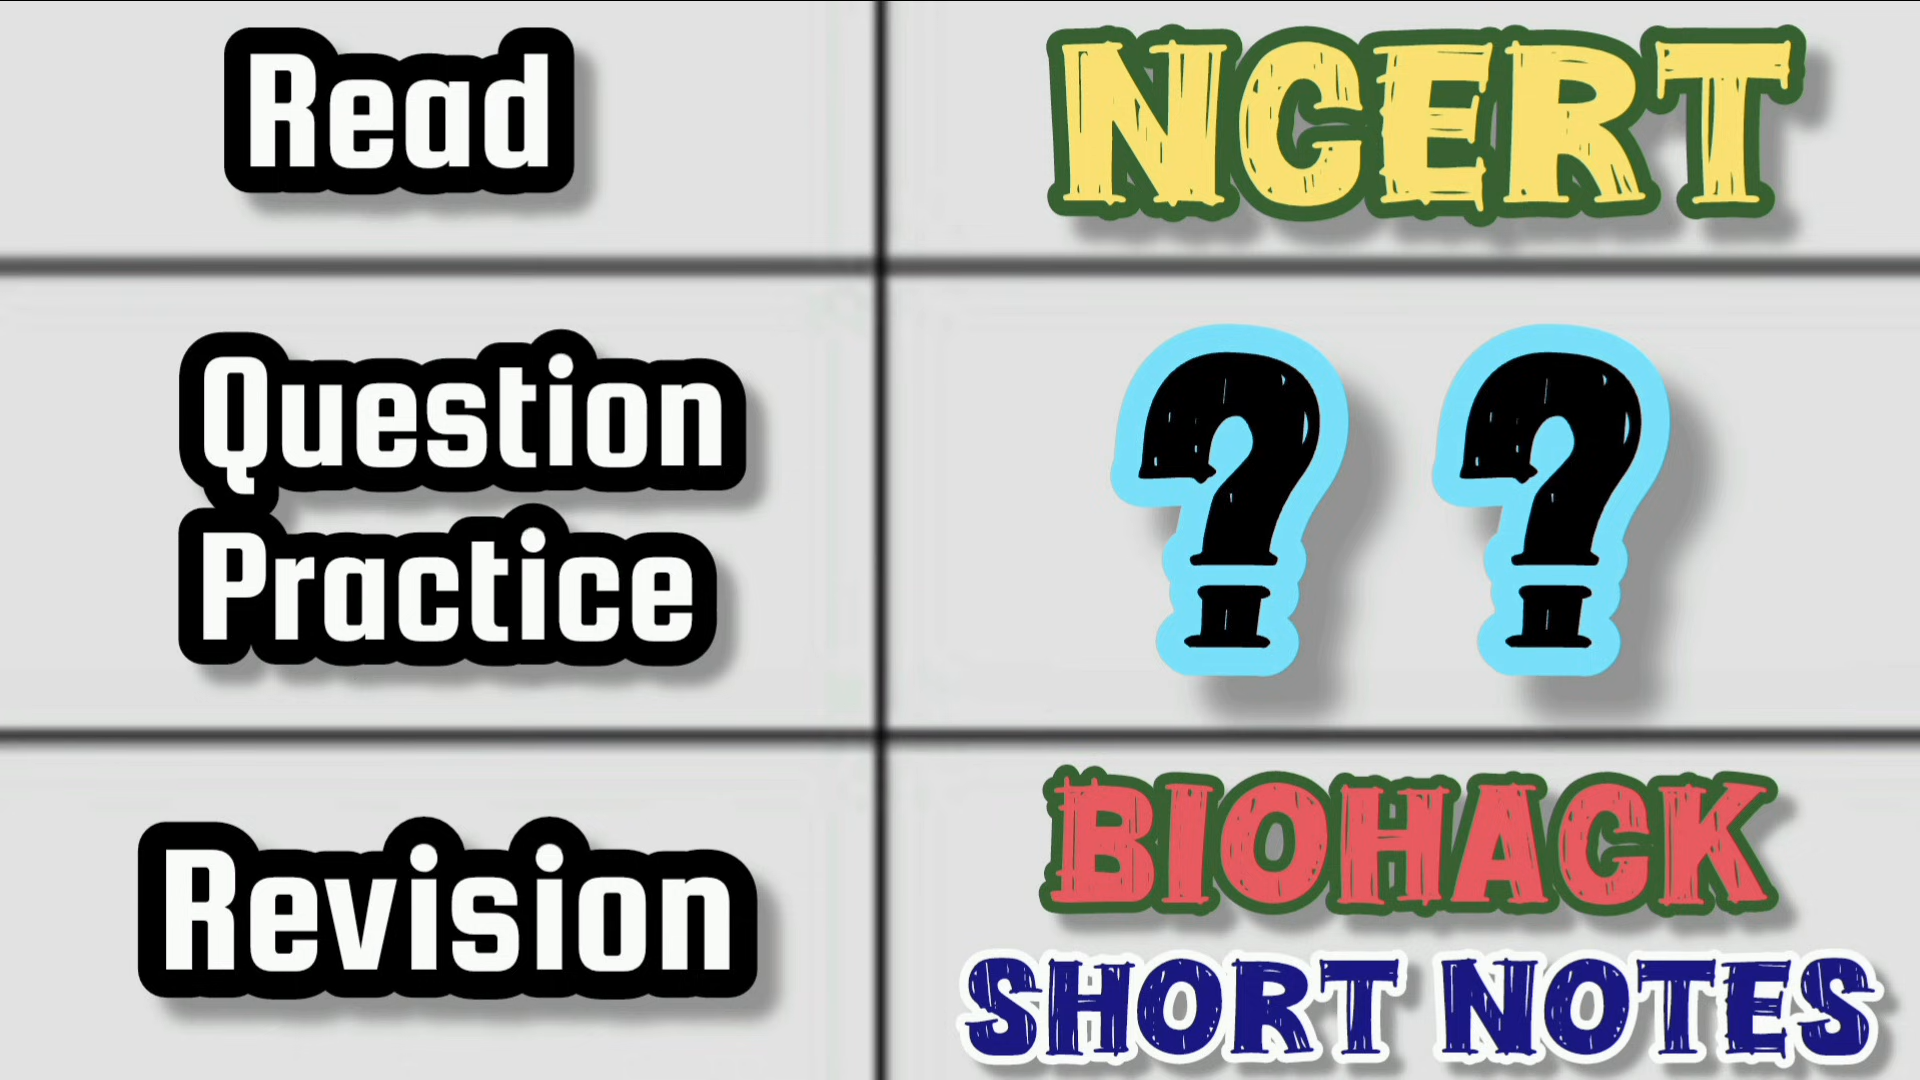 Read
NCERT
Question
Practice
? ?
Revision
BIOHACK
SHORT NOTES